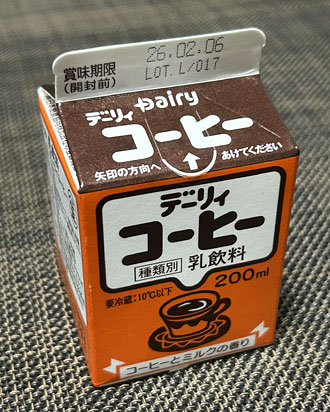 26.02.06
賞味期限
(開封前)
LOT. L/017
Dairy
デーリィ
コーヒー
矢印の方向へ
あけてください
デーリィ
コーヒー
種類別 乳飲料
200ml
要冷蔵:10℃以下
コーヒーとミルクの香り